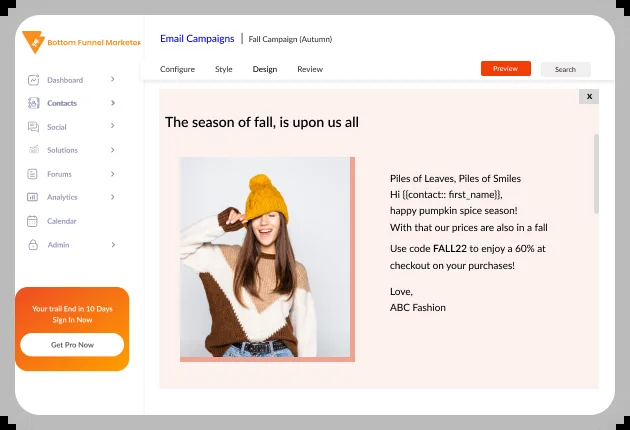 Bottom Funnel Marketer
Email Campaigns | Fall Campaign (Autumn)
Configure Style Design Review
Preview Search
Dashboard
Contacts
Social
Solutions
Forums
Analytics
Calendar
Admin
Your trail End in 10 Days
Sign In Now
Get Pro Now
X
The season of fall, is upon us all
Piles of Leaves, Piles of Smiles
Hi {{contact:: first_name}},
happy pumpkin spice season!
With that our prices are also in a fall
Use code FALL22 to enjoy a 60% at
checkout on your purchases!
Love,
ABC Fashion